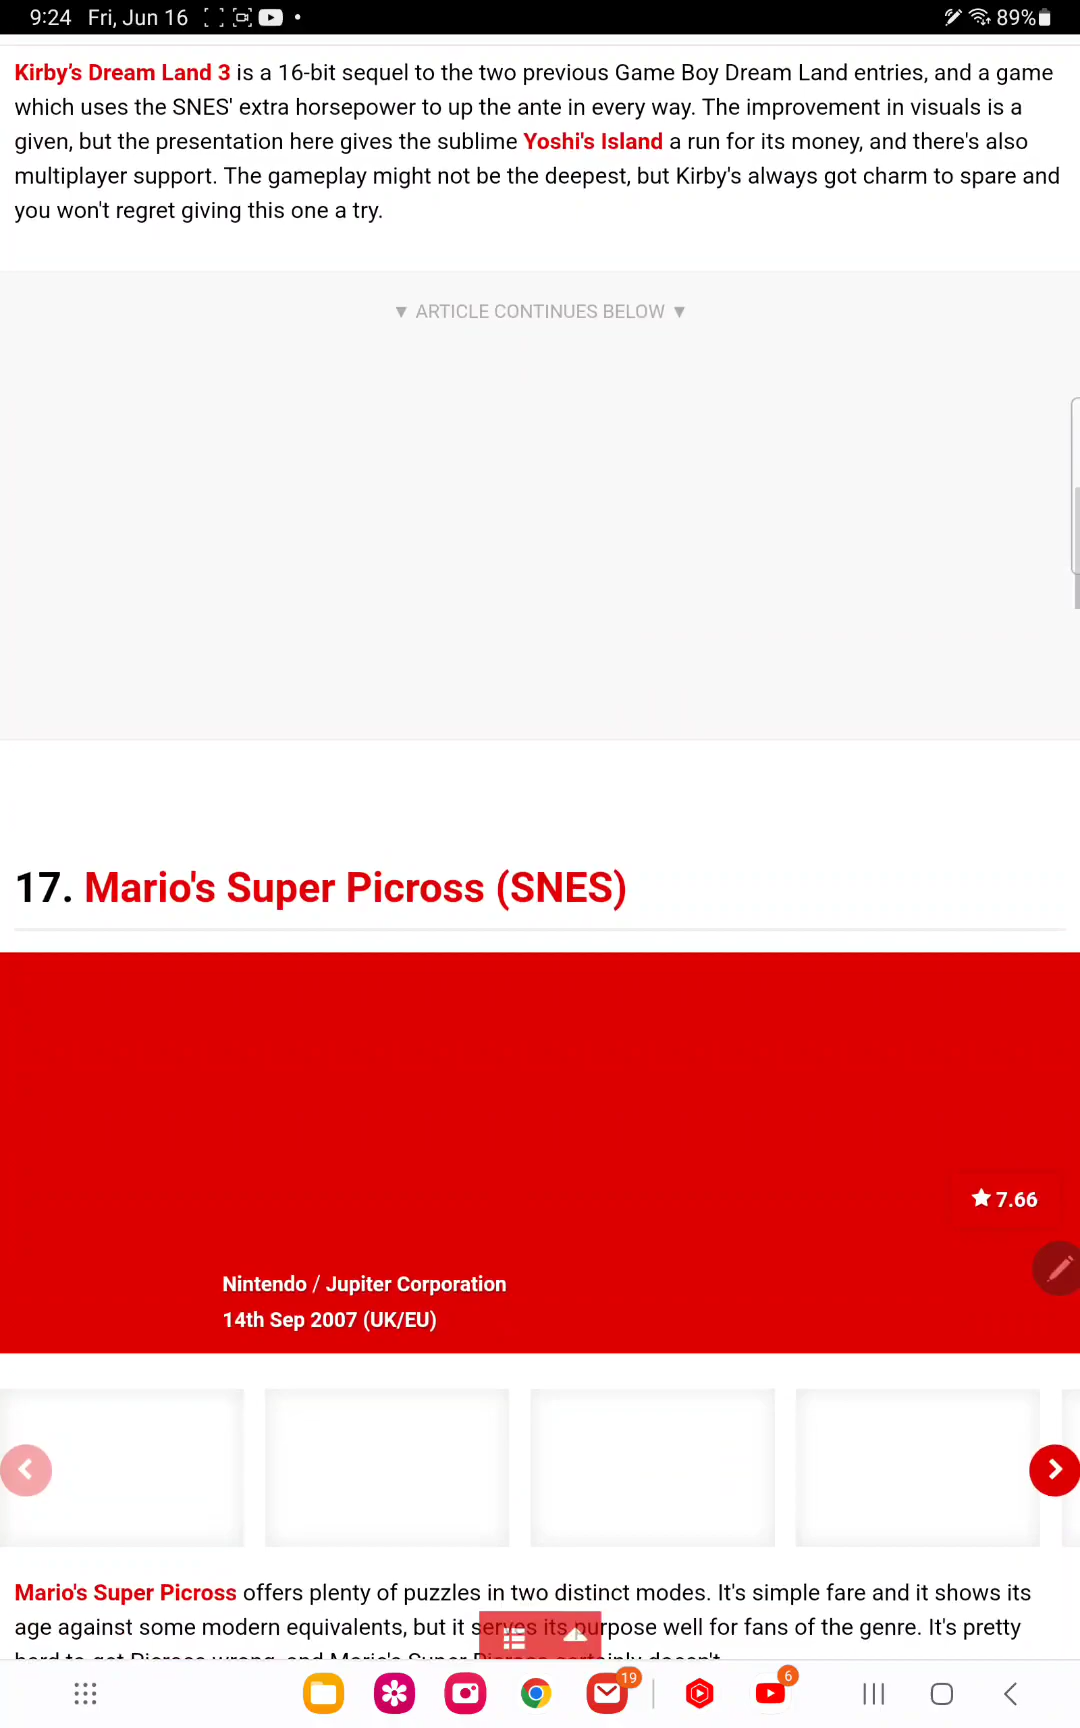 9:24 Fri, Jun 16
89%
Kirby's Dream Land 3 is a 16-bit sequel to the two previous Game Boy Dream Land entries, and a game
which uses the SNES' extra horsepower to up the ante in every way. The improvement in visuals is a
given, but the presentation here gives the sublime Yoshi's Island a run for its money, and there's also
multiplayer support. The gameplay might not be the deepest, but Kirby's always got charm to spare and
you won't regret giving this one a try.
▼ ARTICLE CONTINUES BELOW ▼
17. Mario's Super Picross (SNES)
★ 7.66
Nintendo / Jupiter Corporation
14th Sep 2007 (UK/EU)
Mario's Super Picross offers plenty of puzzles in two distinct modes. It's simple fare and it shows its
age against some modern equivalents, but it serves its purpose well for fans of the genre. It's pretty
19
6